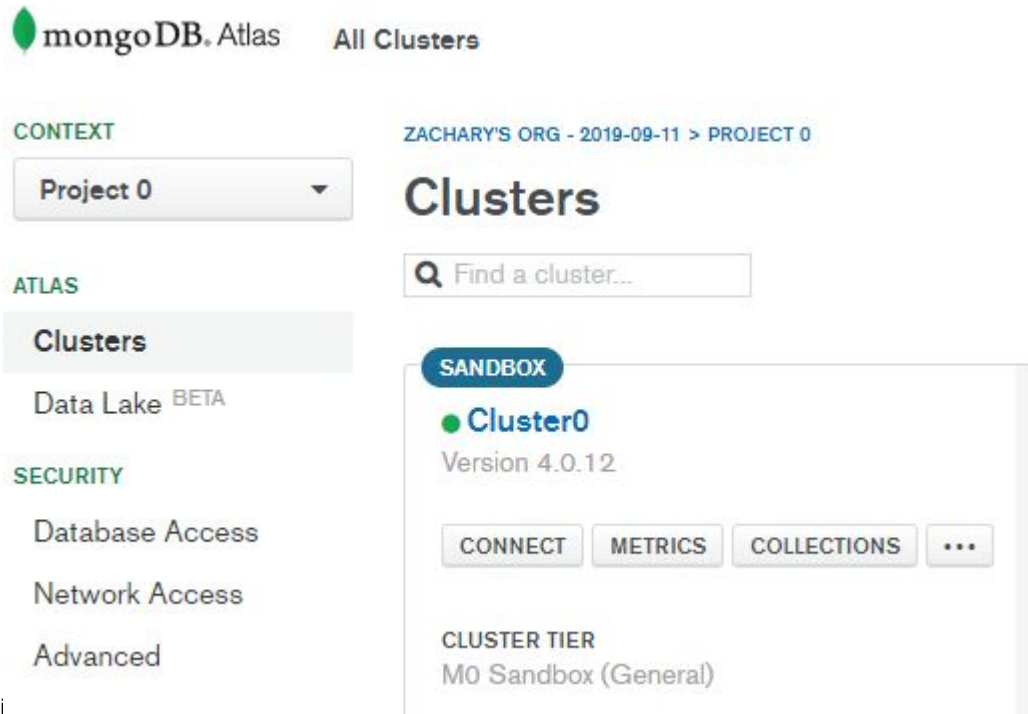 mongoDB. Atlas All Clusters
CONTEXT
Project 0
ATLAS
Clusters
Data Lake BETA
SECURITY
Database Access
Network Access
Advanced
i
ZACHARY'S ORG - 2019-09-11 > PROJECT 0
Clusters
Find a cluster...
SANDBOX
Cluster0
Version 4.0.12
CONNECT METRICS COLLECTIONS ...
CLUSTER TIER
M0 Sandbox (General)